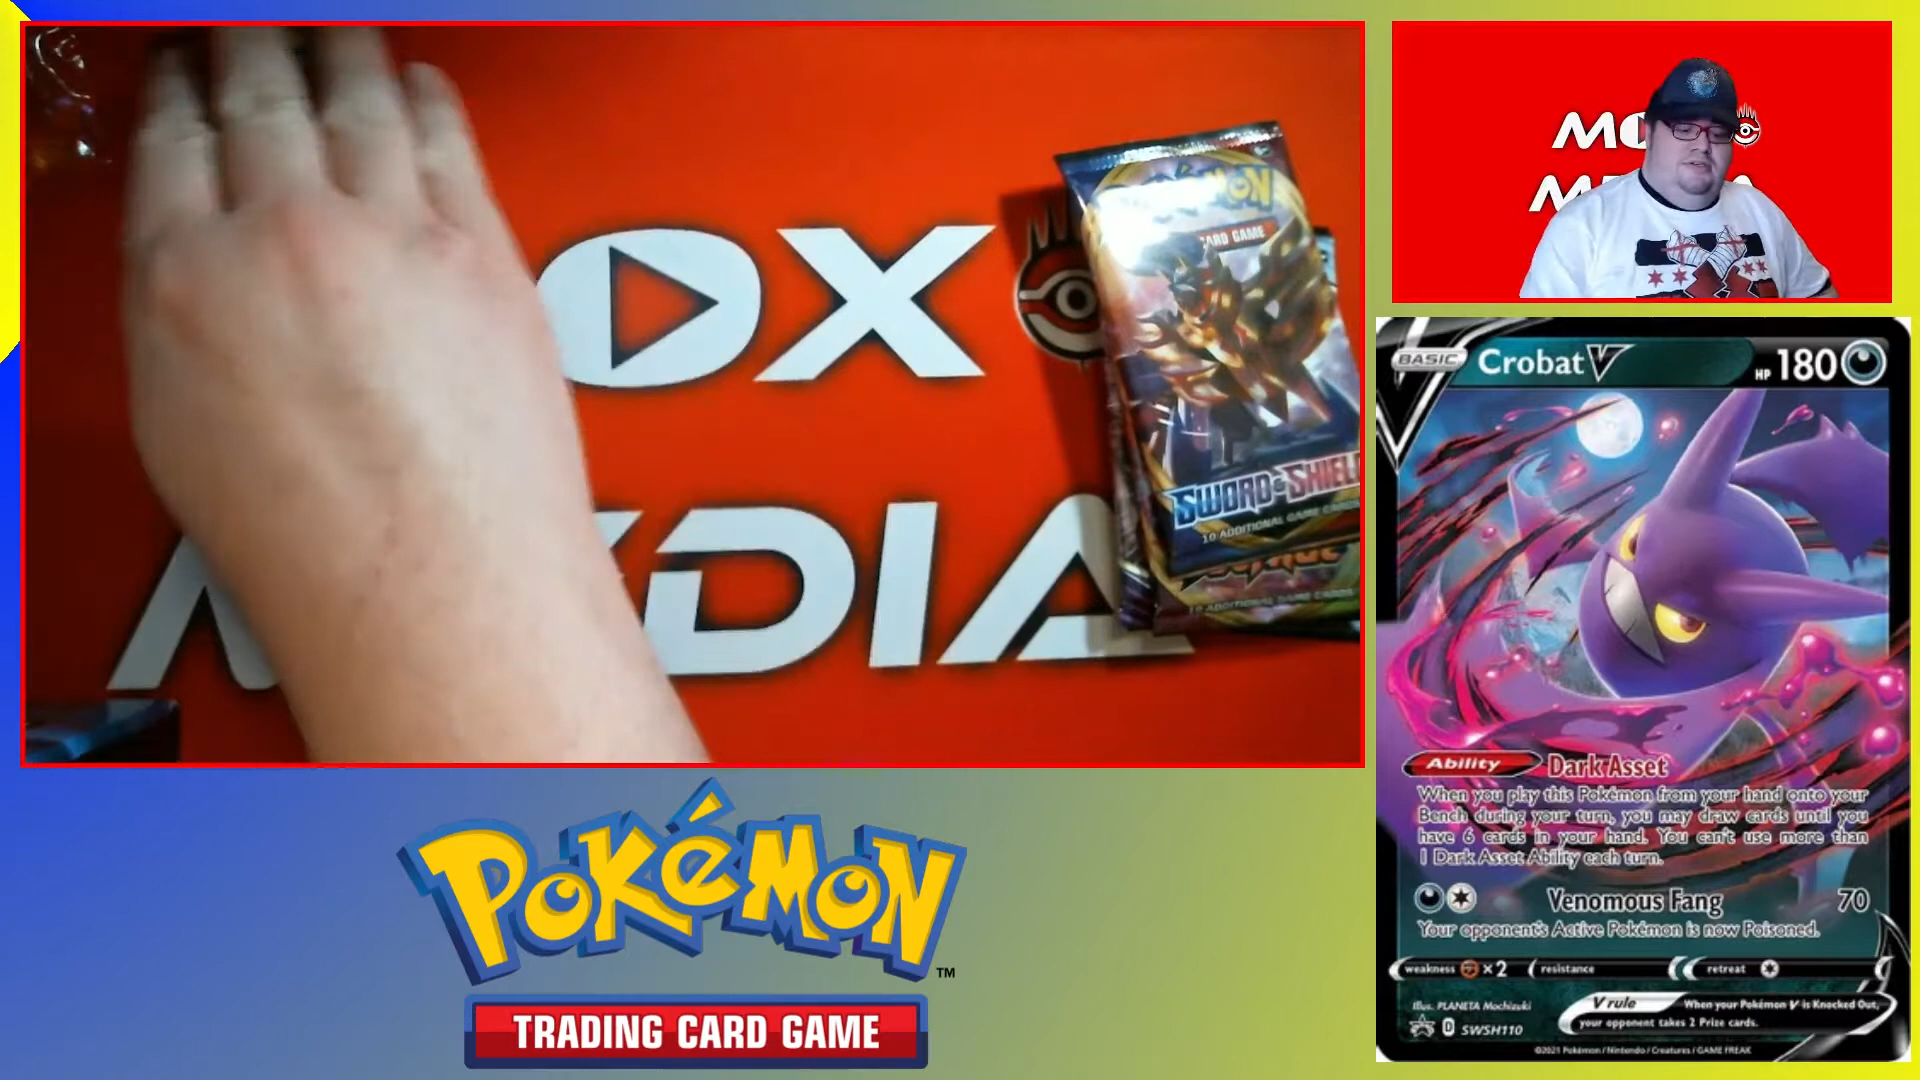 OX
DIA
MON
CARD GAME
SWORD & SHIELD
10 ADDITIONAL GAME CARDS
10 ADDITIONAL GAME CARDS
MO
M
BASIC Crobat V HP 180
Ability Dark Asset
When you play this Pokémon from your hand onto your
Bench during your turn, you may draw cards until you
have 6 cards in your hand. You can't use more than
1 Dark Asset Ability each turn.
Venomous Fang 70
Your opponent's Active Pokémon is now Poisoned.
weakness ×2 resistance retreat
Illus. PLANETA Mochizuki
D SWSH110
V rule When your Pokémon V is Knocked Out,
your opponent takes 2 Prize cards.
©2021 Pokémon / Nintendo / Creatures / GAME FREAK
POKéMON
TM
TRADING CARD GAME